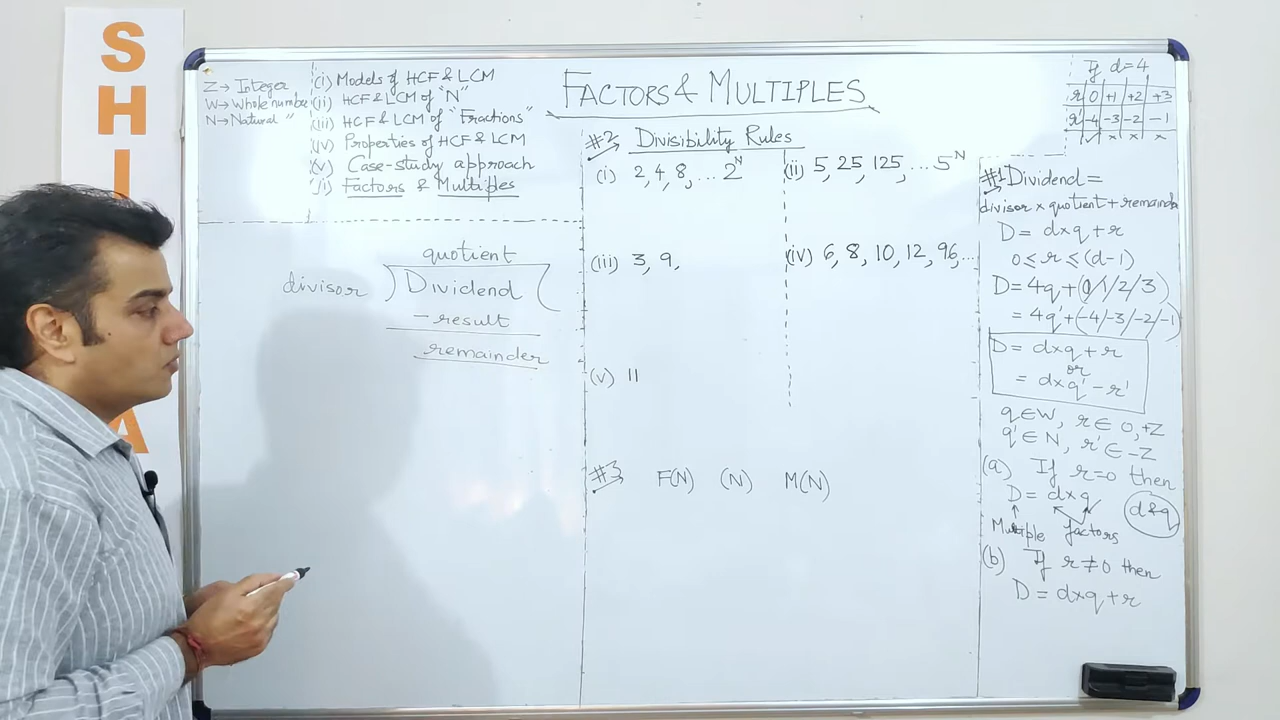 S
H
I
A
Z → Integer
W → Whole number
N → Natural "
(i) Models of HCF & LCM
(ii) HCF & LCM of "N"
(iii) HCF & LCM of "Fractions"
(iv) Properties of HCF & LCM
(v) Case-study approach
(vi) Factors & Multiples
quotient
divisor ) Dividend (
- result
remainder
FACTORS & MULTIPLES
#2 Divisibility Rules
(i) 2, 4, 8, ... 2^N
(ii) 5, 25, 125, ... 5^N
(iii) 3, 9,
(iv) 6, 8, 10, 12, 96, ...
(v) 11
#3 F(N) (N) M(N)
If d=4
r 0 +1 +2 +3
r' -4 -3 -2 -1
x x x
#1 Dividend =
divisor x quotient + remainder
D = d x q + r
0 ≤ r ≤ (d-1)
D = 4q + (0/1/2/3)
= 4q' + (-4/-3/-2/-1)
D = d x q + r
or
= d x q' - r'
q ∈ W, r ∈ 0, +Z
q' ∈ N, r' ∈ -Z
(a) If r=0 then
D = d x q
d & q
Multiple factors
(b) If r ≠ 0 then
D = d x q + r